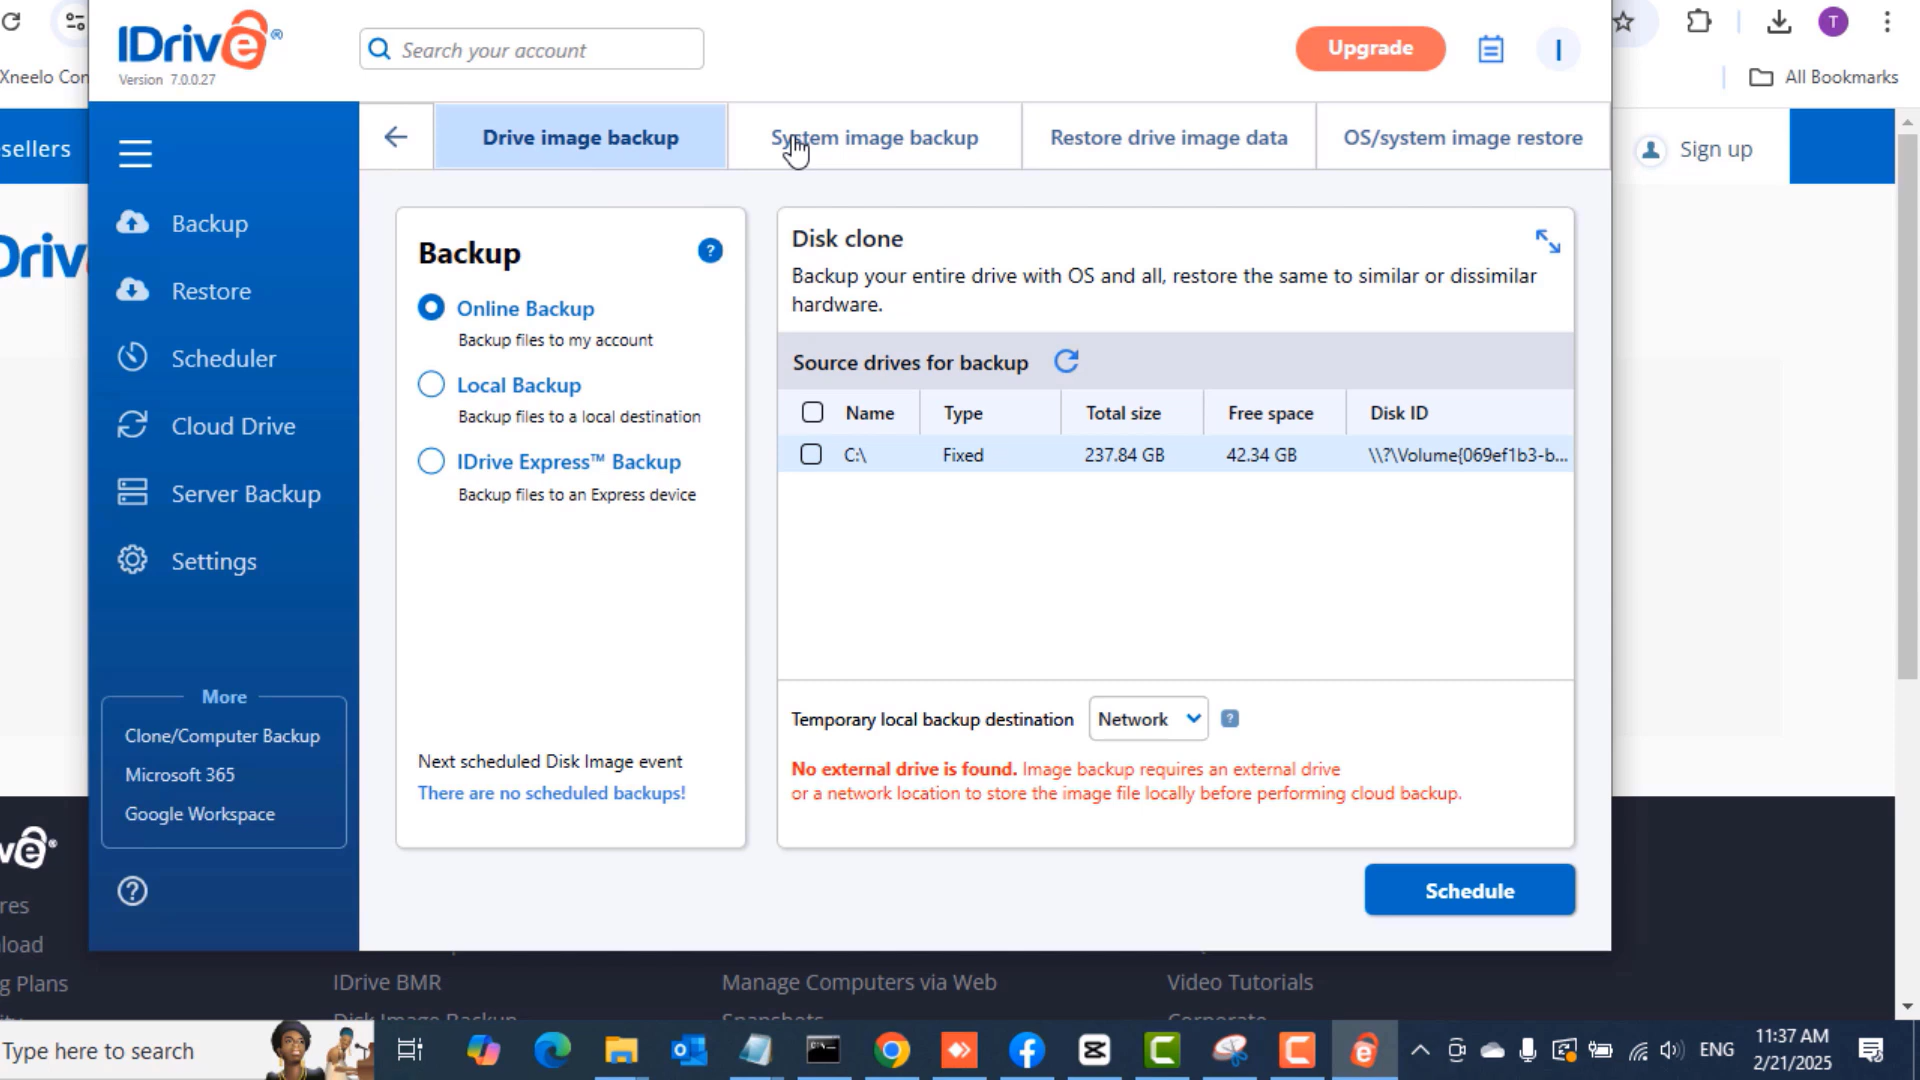 IDrive®
Version 7.0.0.27
Search your account
Upgrade
I
T
Xneelo Con
All Bookmarks
sellers
Sign up
Drive image backup
System image backup
Restore drive image data
OS/system image restore
Backup
Restore
Scheduler
Cloud Drive
Server Backup
Settings
More
Clone/Computer Backup
Microsoft 365
Google Workspace
Backup
?
Online Backup
Backup files to my account
Local Backup
Backup files to a local destination
IDrive Express™ Backup
Backup files to an Express device
Next scheduled Disk Image event
There are no scheduled backups!
Disk clone
Backup your entire drive with OS and all, restore the same to similar or dissimilar
hardware.
Source drives for backup
Name Type Total size Free space Disk ID
C:\ Fixed 237.84 GB 42.34 GB \\?\Volume{069ef1b3-b...
Temporary local backup destination Network ?
No external drive is found. Image backup requires an external drive
or a network location to store the image file locally before performing cloud backup.
Schedule
res
load
g Plans
IDrive BMR
Disk Image Backup
Manage Computers via Web
Snapshots
Video Tutorials
Corporate
Type here to search
ENG
11:37 AM
2/21/2025